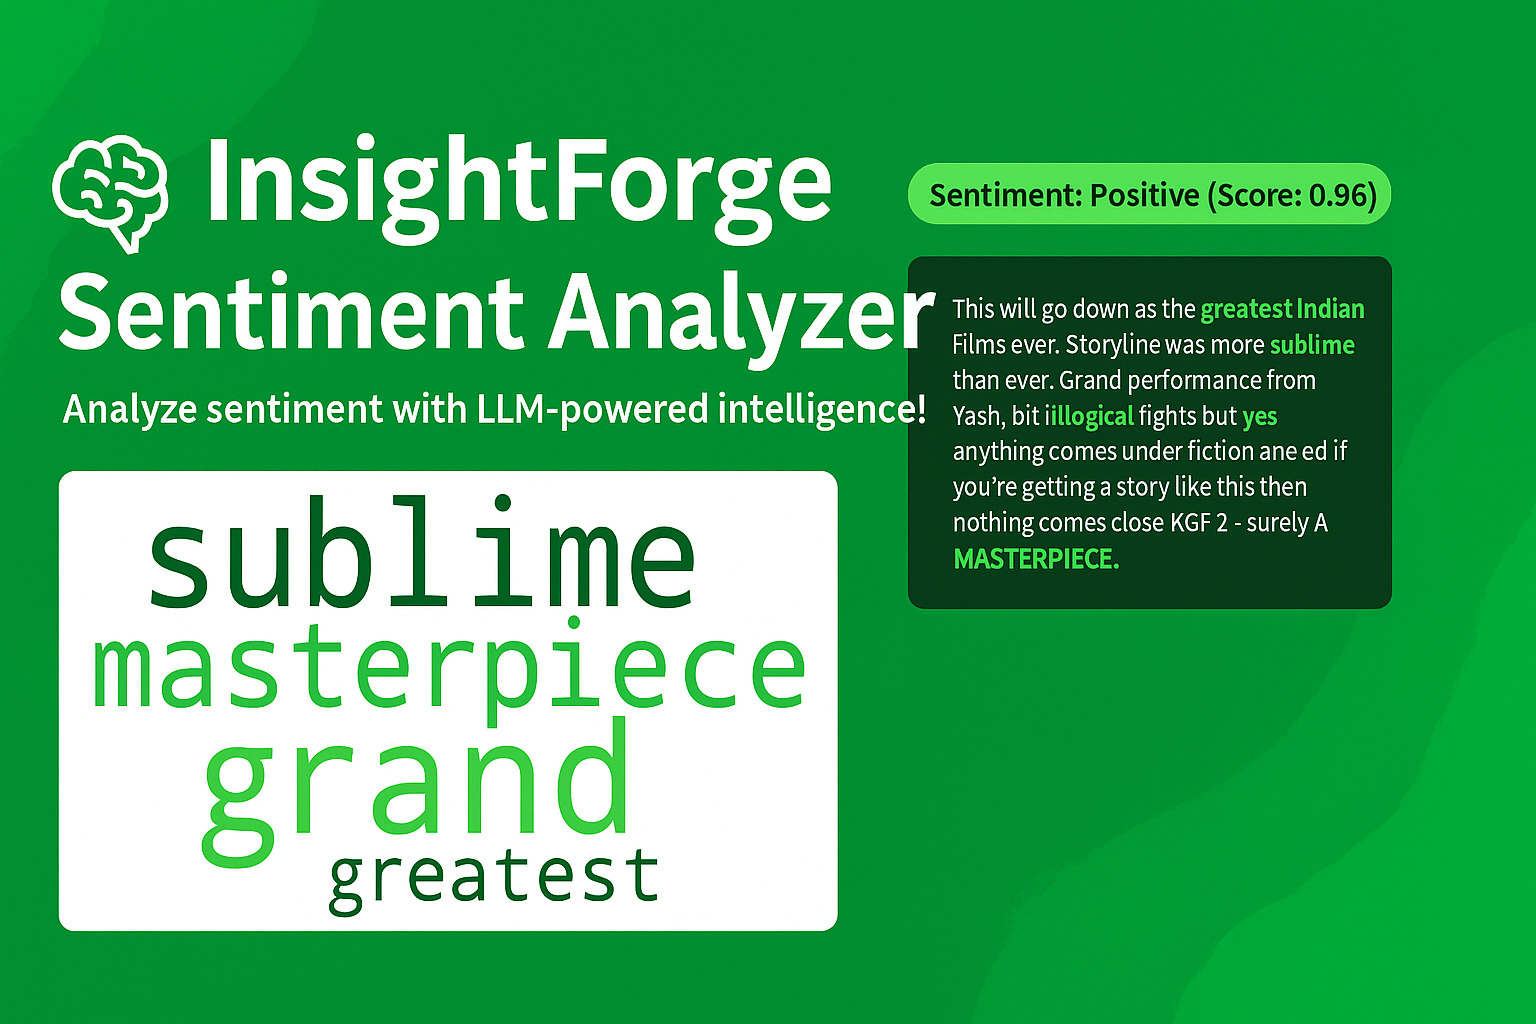 InsightForge
Sentiment Analyzer
Analyze sentiment with LLM-powered intelligence!
sublime
masterpiece
grand
greatest
Sentiment: Positive (Score: 0.96)
This will go down as the greatest Indian
Films ever. Storyline was more sublime
than ever. Grand performance from
Yash, bit iillogical fights but yes
anything comes under fiction ane ed if
you’re getting a story like this then
nothing comes close KGF 2 - surely A
MASTERPIECE.